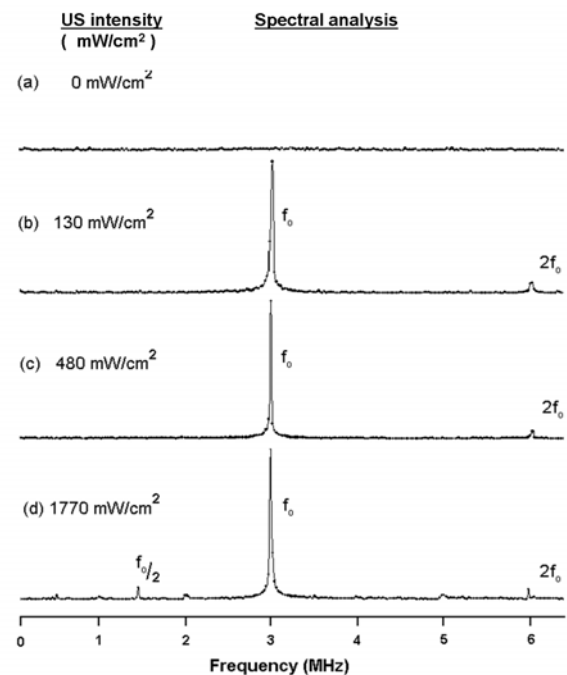 US intensity Spectral analysis
( mW/cm²)
(a) 0 mW/cm²
(b) 130 mW/cm² f₀ 2f₀
(c) 480 mW/cm² f₀ 2f₀
(d) 1770 mW/cm² f₀ f₀/2 2f₀
0 1 2 3 4 5 6
Frequency (MHz)